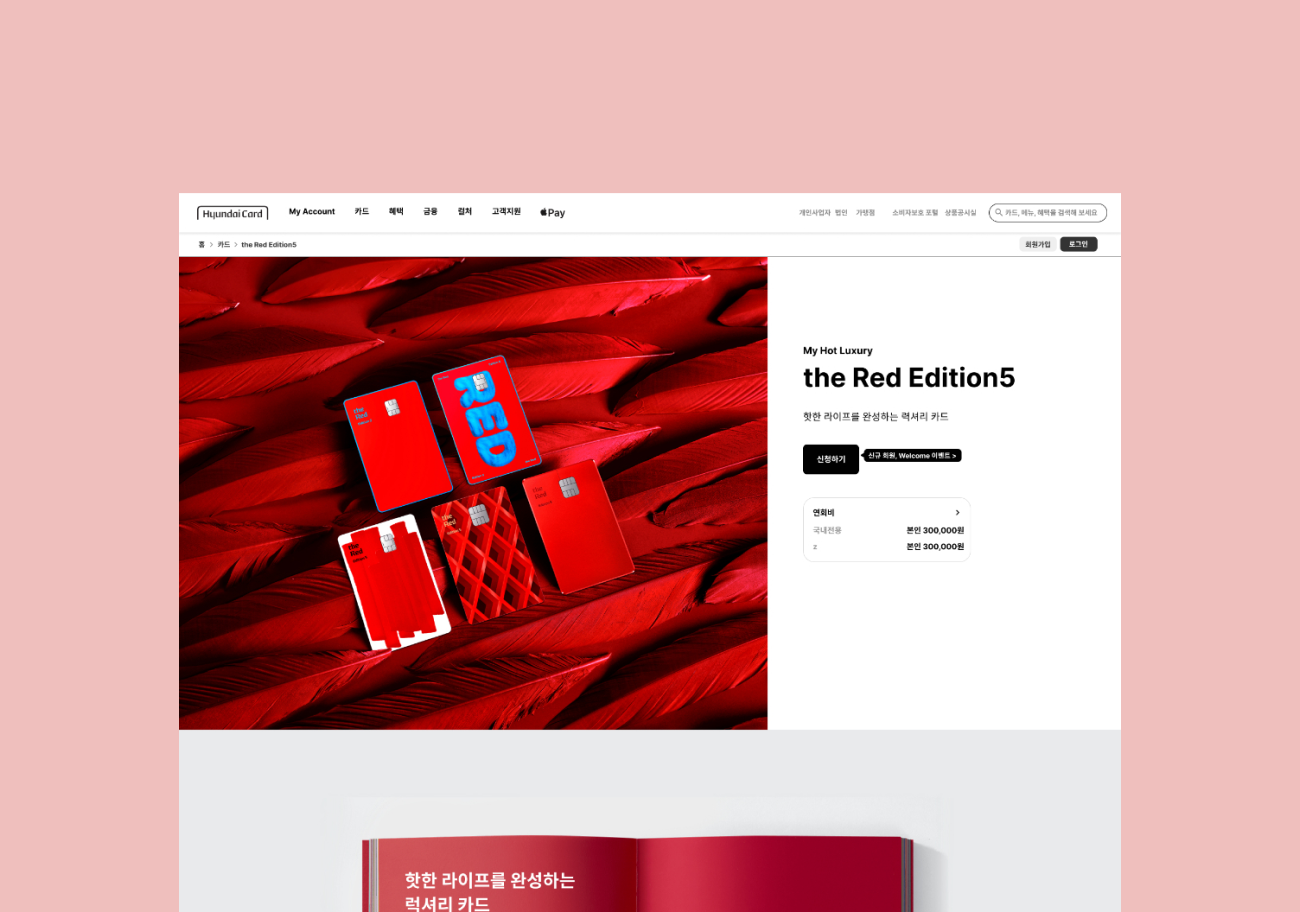 Hyundai Card My Account 카드 혜택 금융 컬처 고객지원 Pay 개인사업자 법인 가맹점 소비자보호 포털 상품공시실 카드, 메뉴, 혜택을 검색해 보세요
홈 > 카드 > the Red Edition5 회원가입 로그인
the
Red
RED
the
Red
the
Red
the
Red
My Hot Luxury
the Red Edition5
핫한 라이프를 완성하는 력셔리 카드
신청하기 신규 회원, Welcome 이벤트 >
연회비 >
국내전용 본인 300,000원
z 본인 300,000원
핫한 라이프를 완성하는
럭셔리 카드